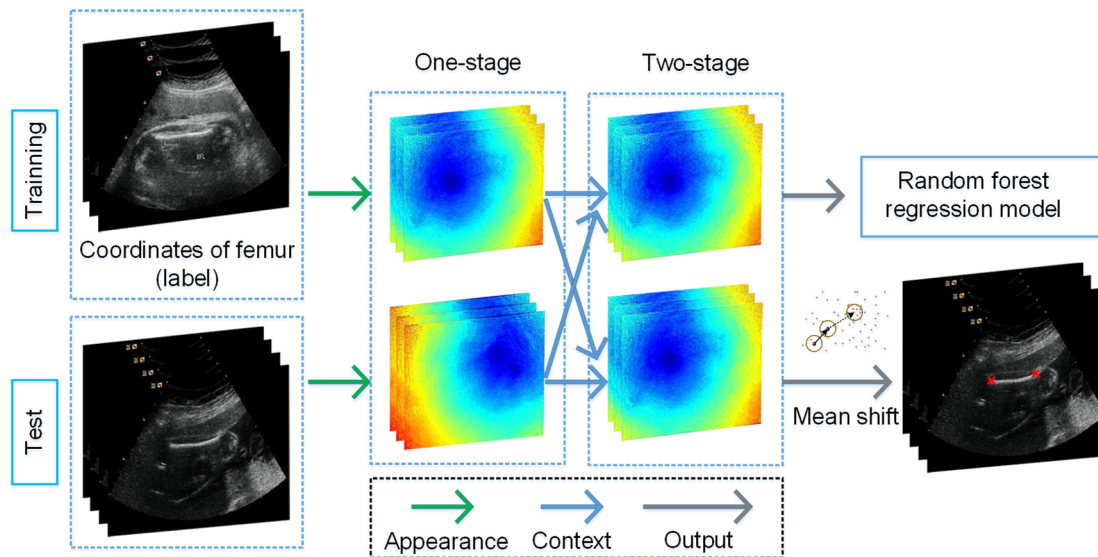 One-stage
Two-stage
Trainning
Coordinates of femur
(label)
Random forest
regression model
Test
Mean shift
Appearance
Context
Output